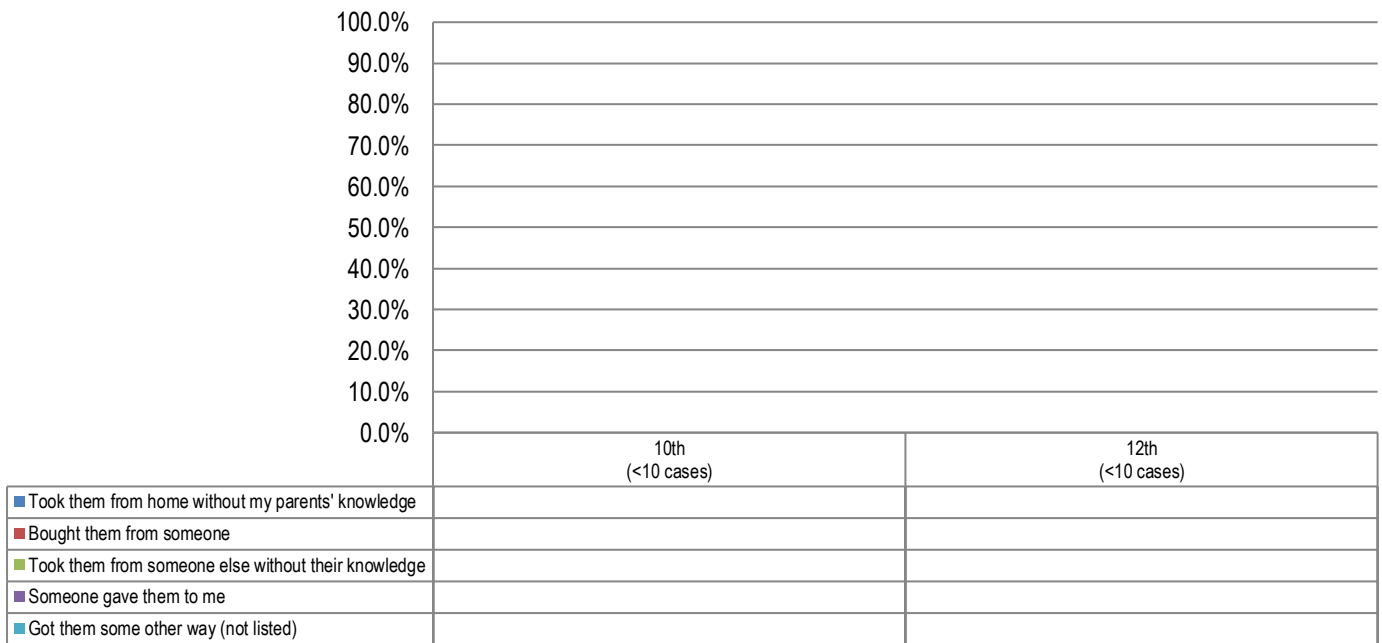 100.0%
90.0%
80.0%
70.0%
60.0%
50.0%
40.0%
30.0%
20.0%
10.0%
0.0%
10th
(<10 cases)
12th
(<10 cases)
Took them from home without my parents' knowledge
Bought them from someone
Took them from someone else without their knowledge
Someone gave them to me
Got them some other way (not listed)